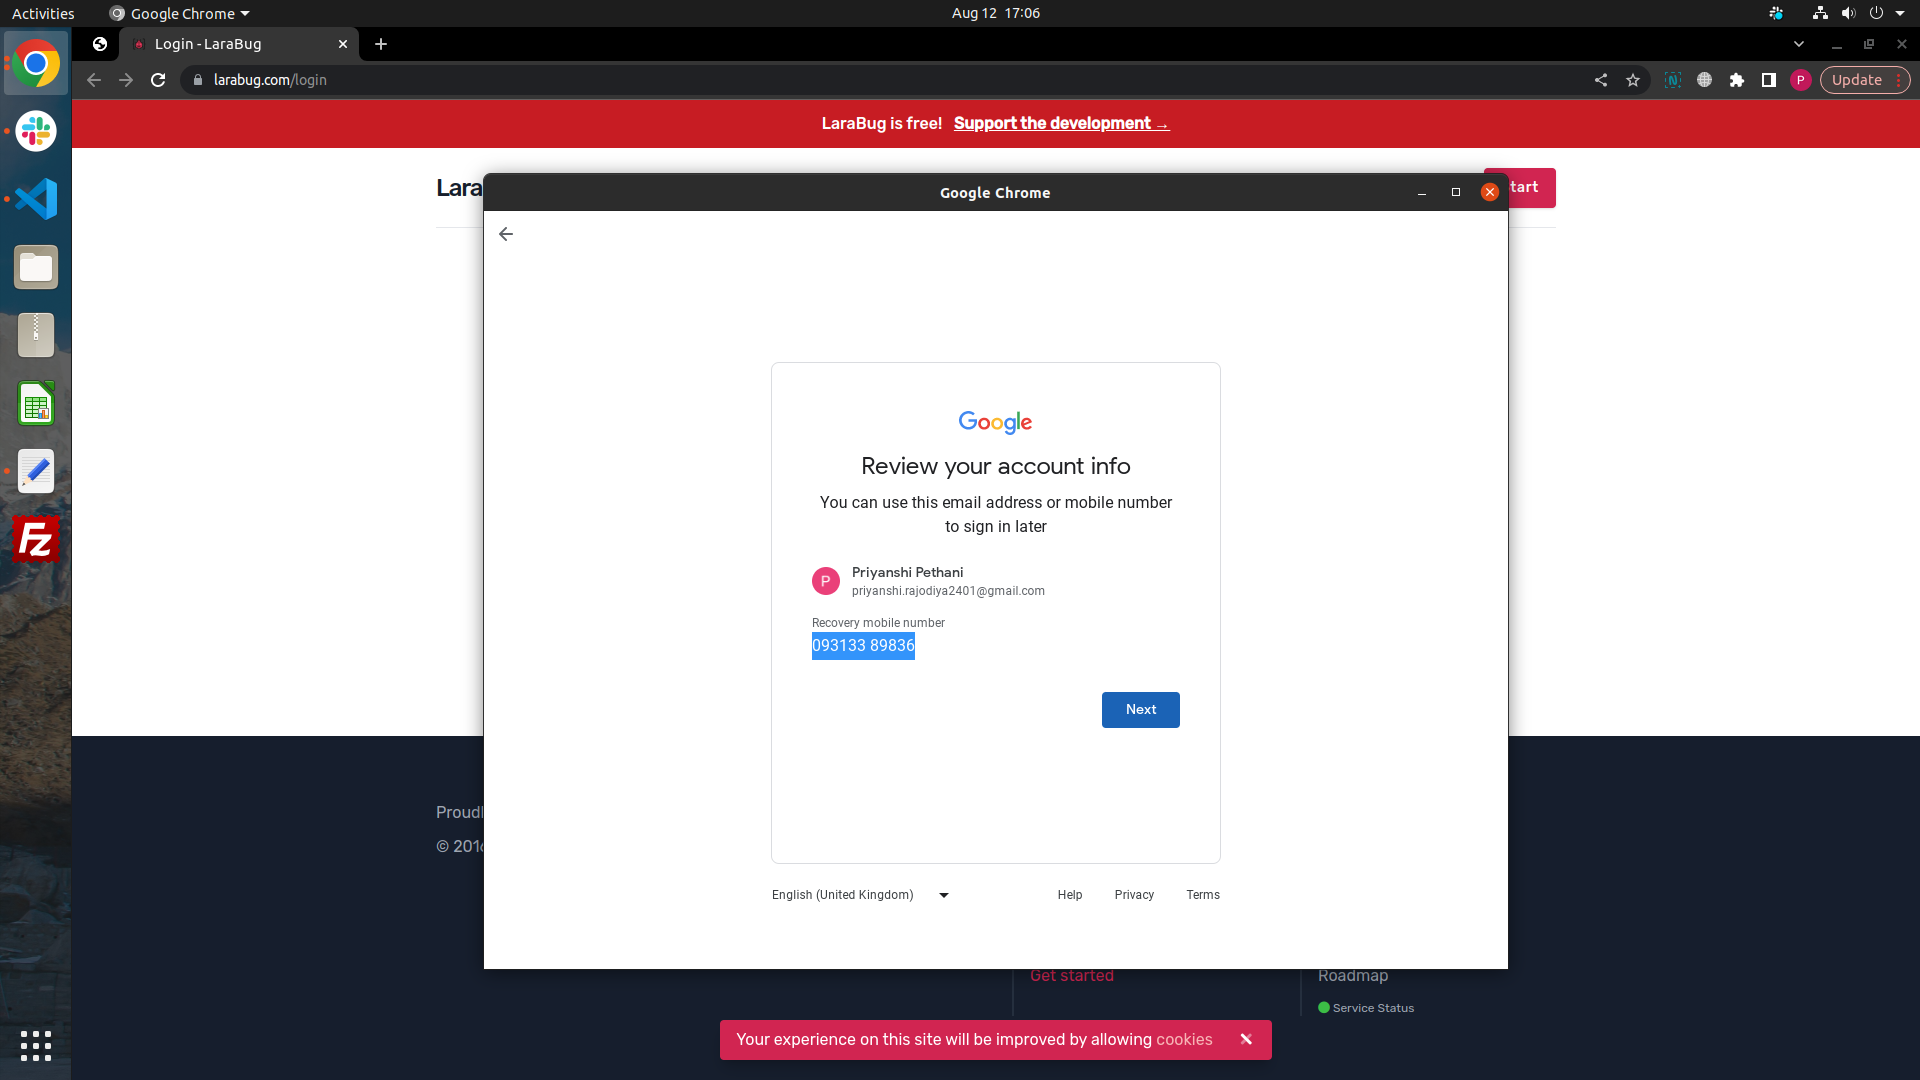 Activities
Google Chrome
Aug 12 17:06
Login - LaraBug
larabug.com/login
P
Update
LaraBug is free! Support the development →
Lara
tart
Google Chrome
Google
Review your account info
You can use this email address or mobile number
to sign in later
P
Priyanshi Pethani
priyanshi.rajodiya2401@gmail.com
Recovery mobile number
093133 89836
Next
English (United Kingdom)
Help
Privacy
Terms
Proudl
© 2016
Get started
Roadmap
Service Status
Your experience on this site will be improved by allowing cookies
Fz